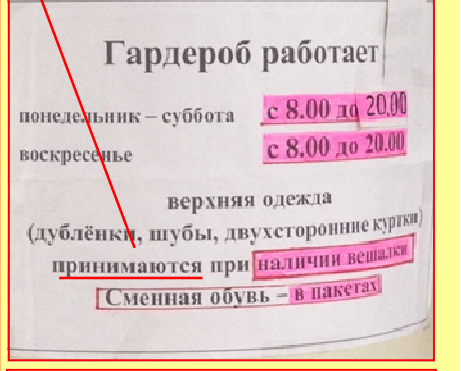 Гардероб работает
понедельник – суббота с 8.00 до 20.00
воскресенье с 8.00 до 20.00
верхняя одежда
(дублёнки, шубы, двухсторонние куртки)
принимаются при наличии вешалки
Сменная обувь – в пакетах